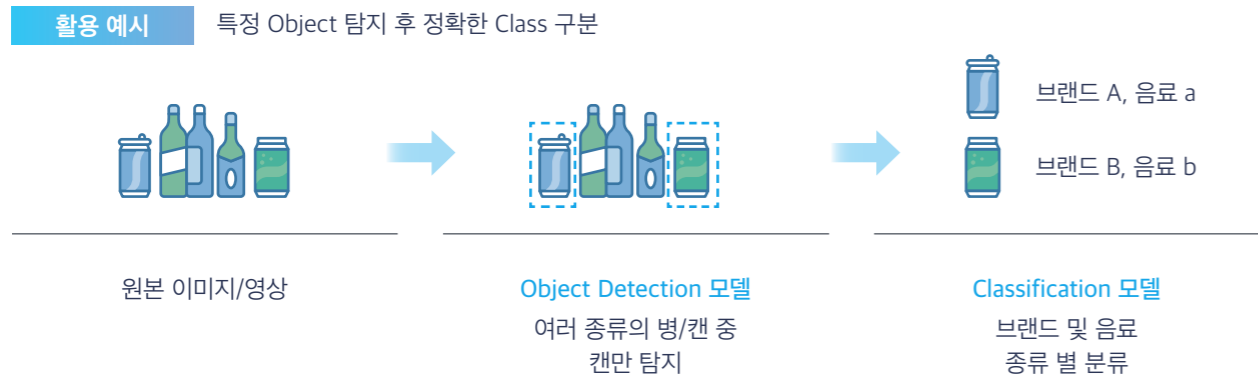 활용 예시
특정 Object 탐지 후 정확한 Class 구분
브랜드 A, 음료 a
브랜드 B, 음료 b
원본 이미지/영상
Object Detection 모델
여러 종류의 병/캔 중
캔만 탐지
Classification 모델
브랜드 및 음료
종류 별 분류